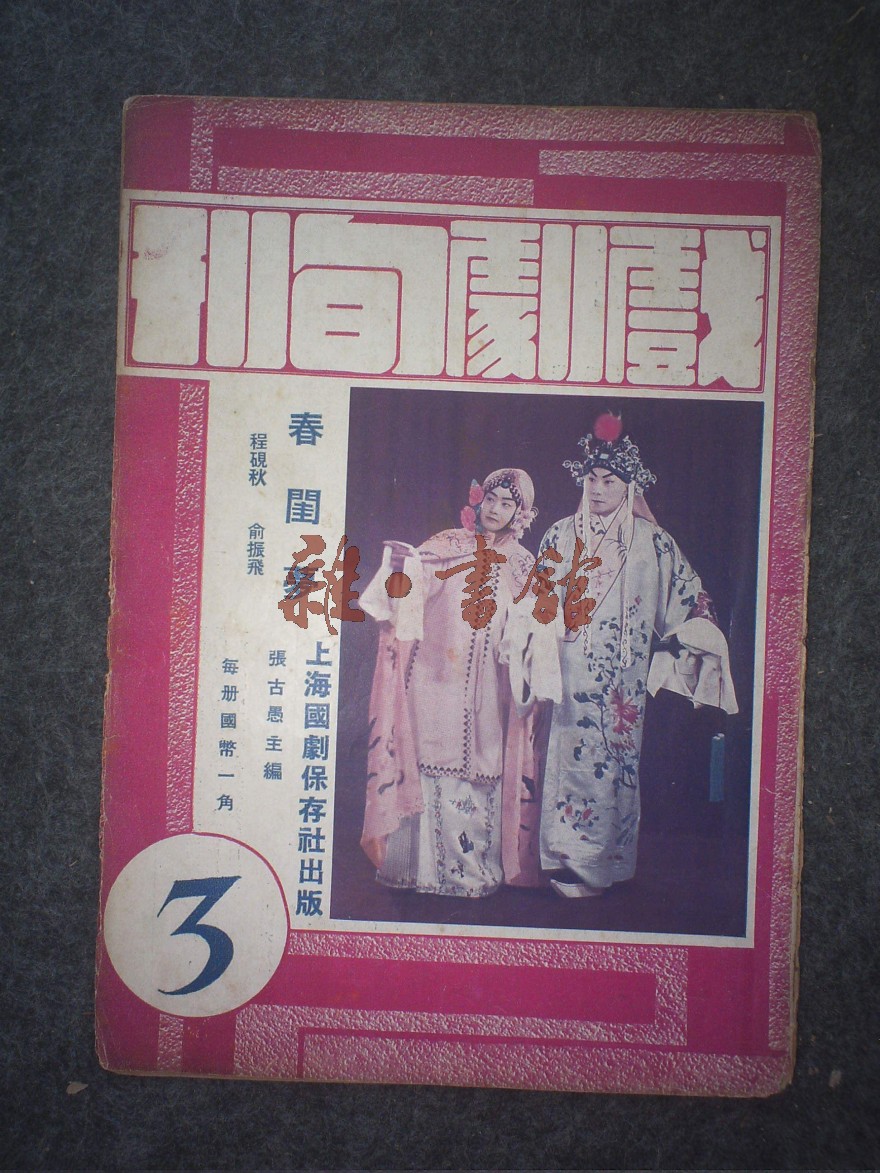 戲劇旬刊
春閨夢
程硯秋 俞振飛
上海國劇保存社出版
張古愚主編
每册國幣一角
3
雜·書館